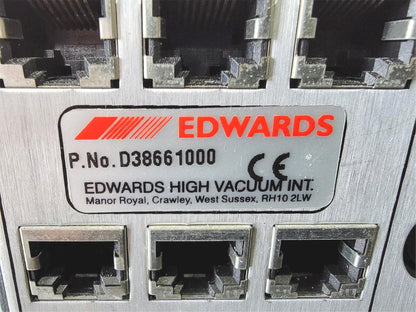 EDWARDS
P.No. D38661000
CE
EDWARDS HIGH VACUUM INT.
Manor Royal, Crawley, West Sussex, RH10 2LW